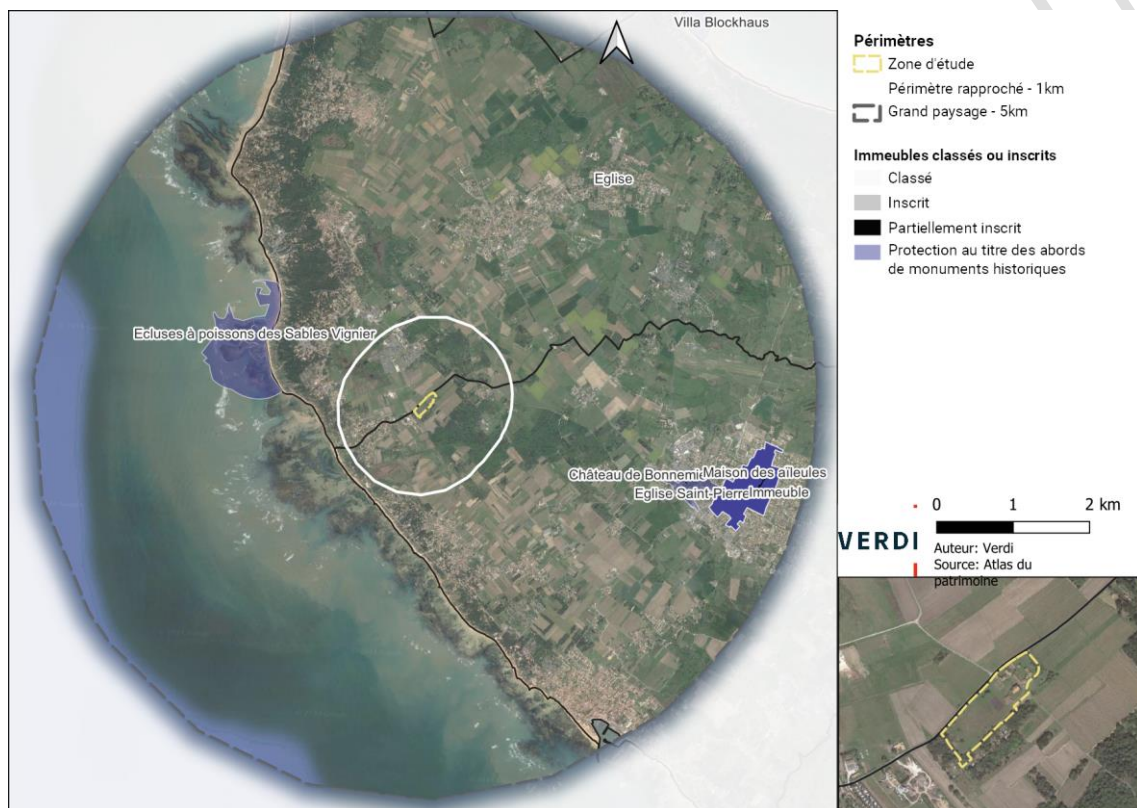 Villa Blockhaus
Eglise
Ecluses à poissons des Sables Vignier
Château de Bonnemi
Maison des aïeules
Eglise Saint-Pierre
Immeuble
Périmètres
Zone d'étude
Périmètre rapproché - 1km
Grand paysage - 5km
Immeubles classés ou inscrits
Classé
Inscrit
Partiellement inscrit
Protection au titre des abords
de monuments historiques
0 1 2 km
VERDI
Auteur: Verdi
Source: Atlas du
patrimoine